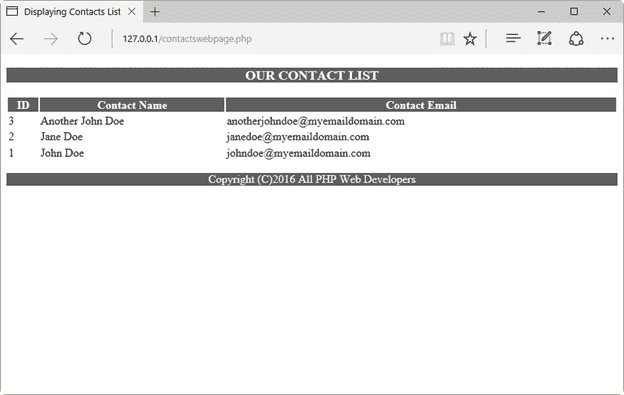 Displaying Contacts List
127.0.0.1/contactswebpage.php
OUR CONTACT LIST
ID Contact Name Contact Email
3 Another John Doe anotherjohndoe@myemaildomain.com
2 Jane Doe janedoe@myemaildomain.com
1 John Doe johndoe@myemaildomain.com
Copyright (C)2016 All PHP Web Developers